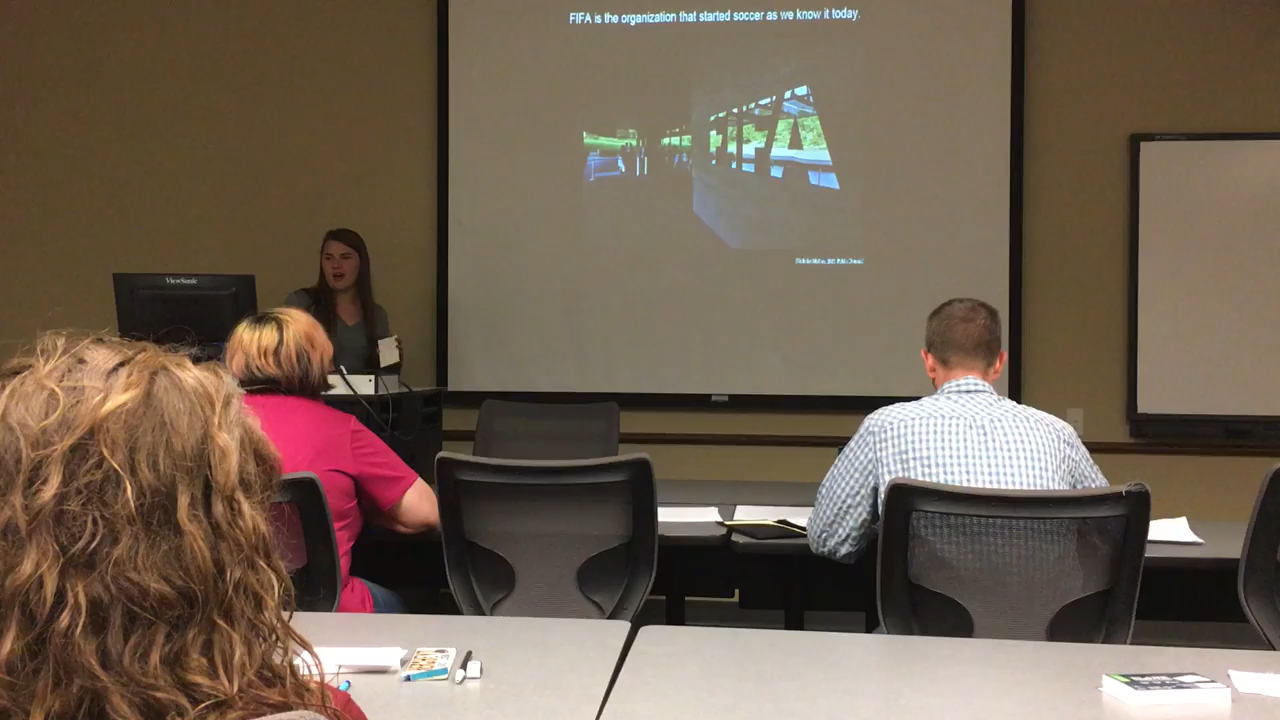 FIFA is the organization that started soccer as we know it today.
FIFA
ViewSonic